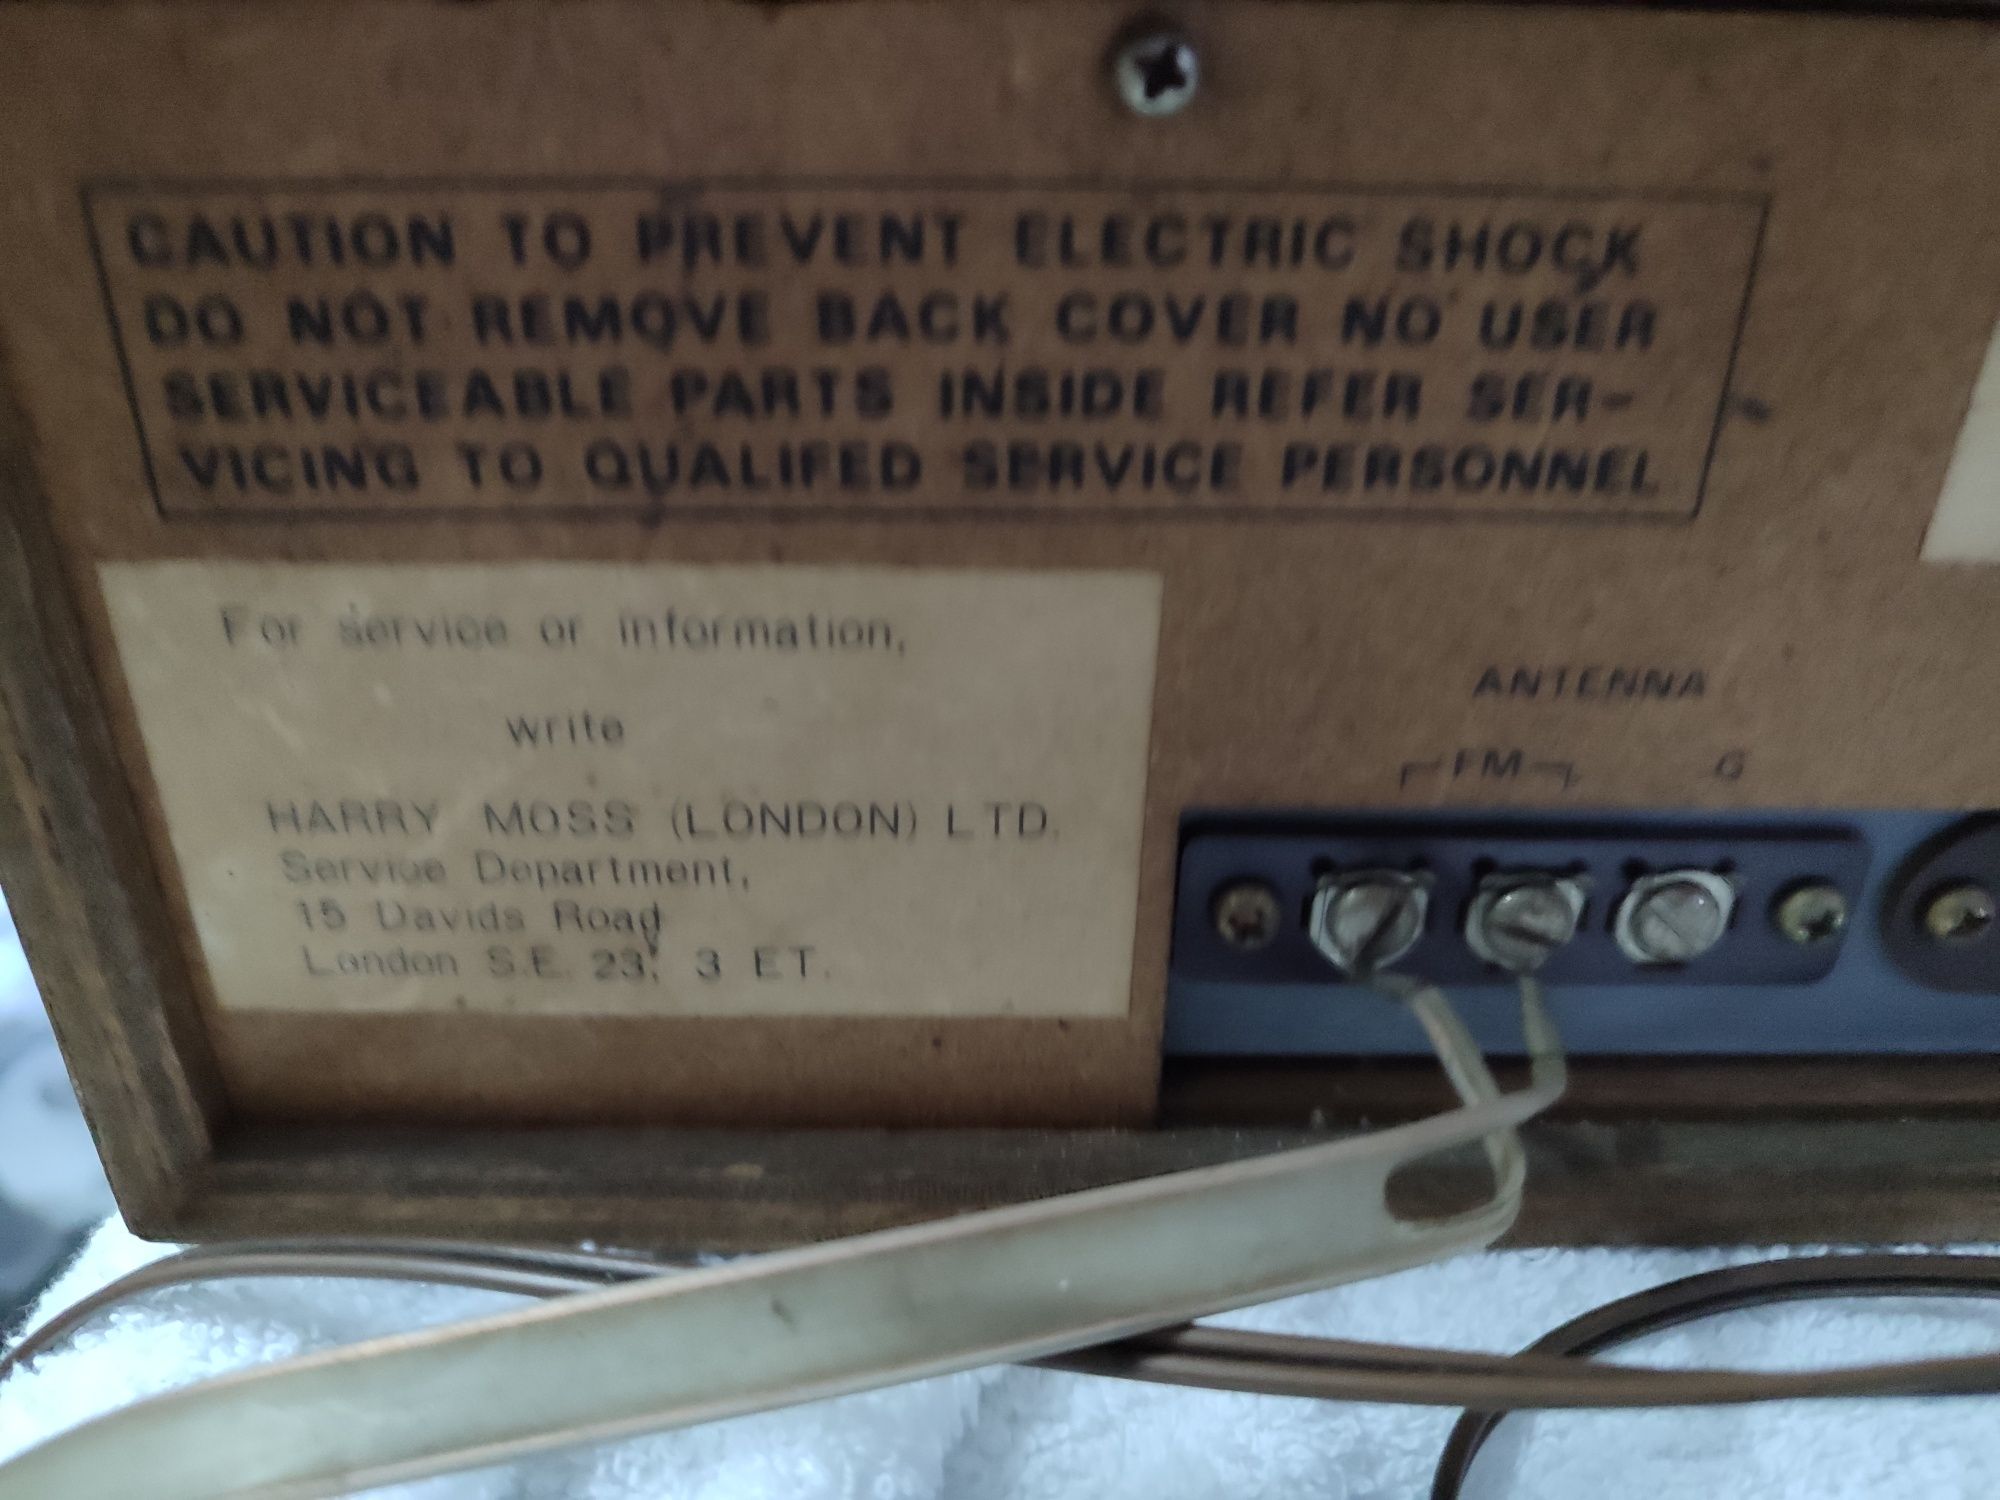 CAUTION TO PREVENT ELECTRIC SHOCK
DO NOT REMOVE BACK COVER NO USER
SERVICEABLE PARTS INSIDE REFER SER-
VICING TO QUALIFED SERVICE PERSONNEL
For service or information,
write
HARRY MOSS (LONDON) LTD.
Service Department,
15 Davids Road
London S.E. 23, 3 ET.
ANTENNA
FM G